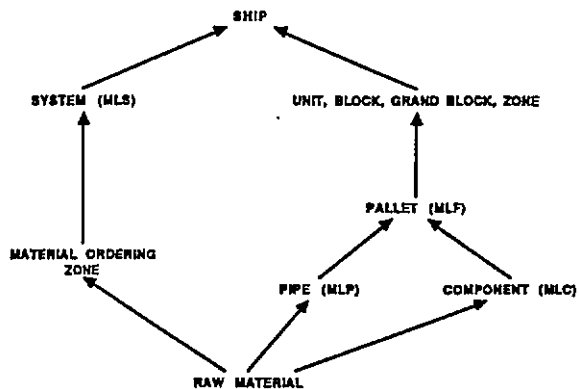 SHIP
SYSTEM (MLS)
UNIT, BLOCK, GRAND BLOCK, ZONE
PALLET (MLF)
MATERIAL ORDERING
ZONE
PIPE (MLP)
COMPONENT (MLC)
RAW MATERIAL